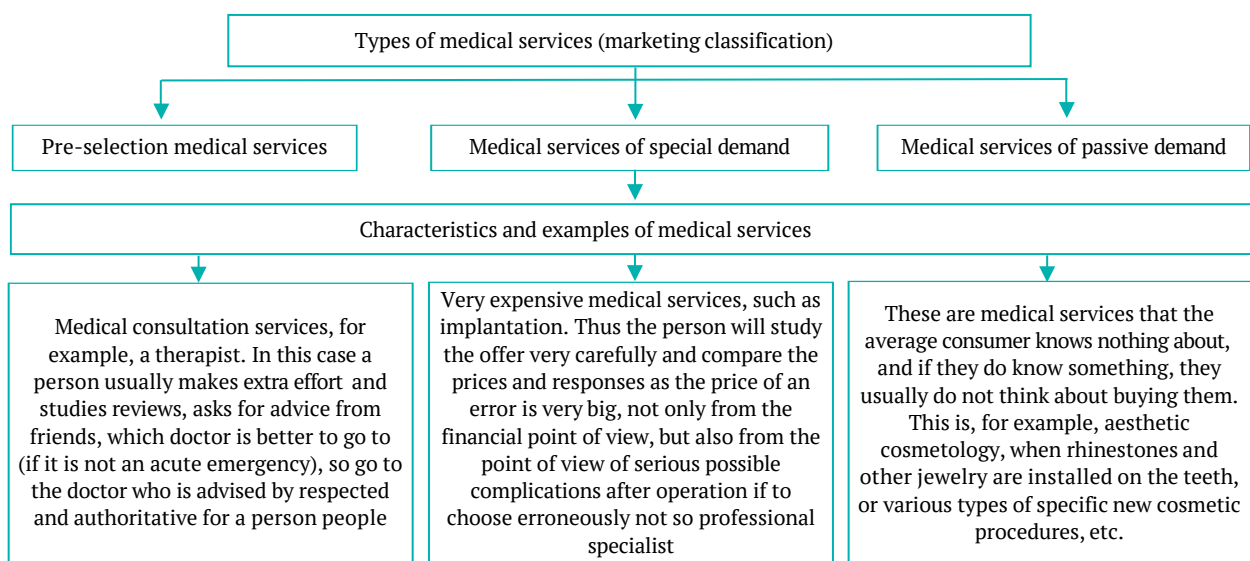 Types of medical services (marketing classification)
Pre-selection medical services
Medical services of special demand
Medical services of passive demand
Characteristics and examples of medical services
Medical consultation services, for
example, a therapist. In this case a
person usually makes extra effort and
studies reviews, asks for advice from
friends, which doctor is better to go to
(if it is not an acute emergency), so go to
the doctor who is advised by respected
and authoritative for a person people
Very expensive medical services, such as
implantation. Thus the person will study
the offer very carefully and compare the
prices and responses as the price of an
error is very big, not only from the
financial point of view, but also from the
point of view of serious possible
complications after operation if to
choose erroneously not so professional
specialist
These are medical services that the
average consumer knows nothing about,
and if they do know something, they
usually do not think about buying them.
This is, for example, aesthetic
cosmetology, when rhinestones and
other jewelry are installed on the teeth,
or various types of specific new cosmetic
procedures, etc.